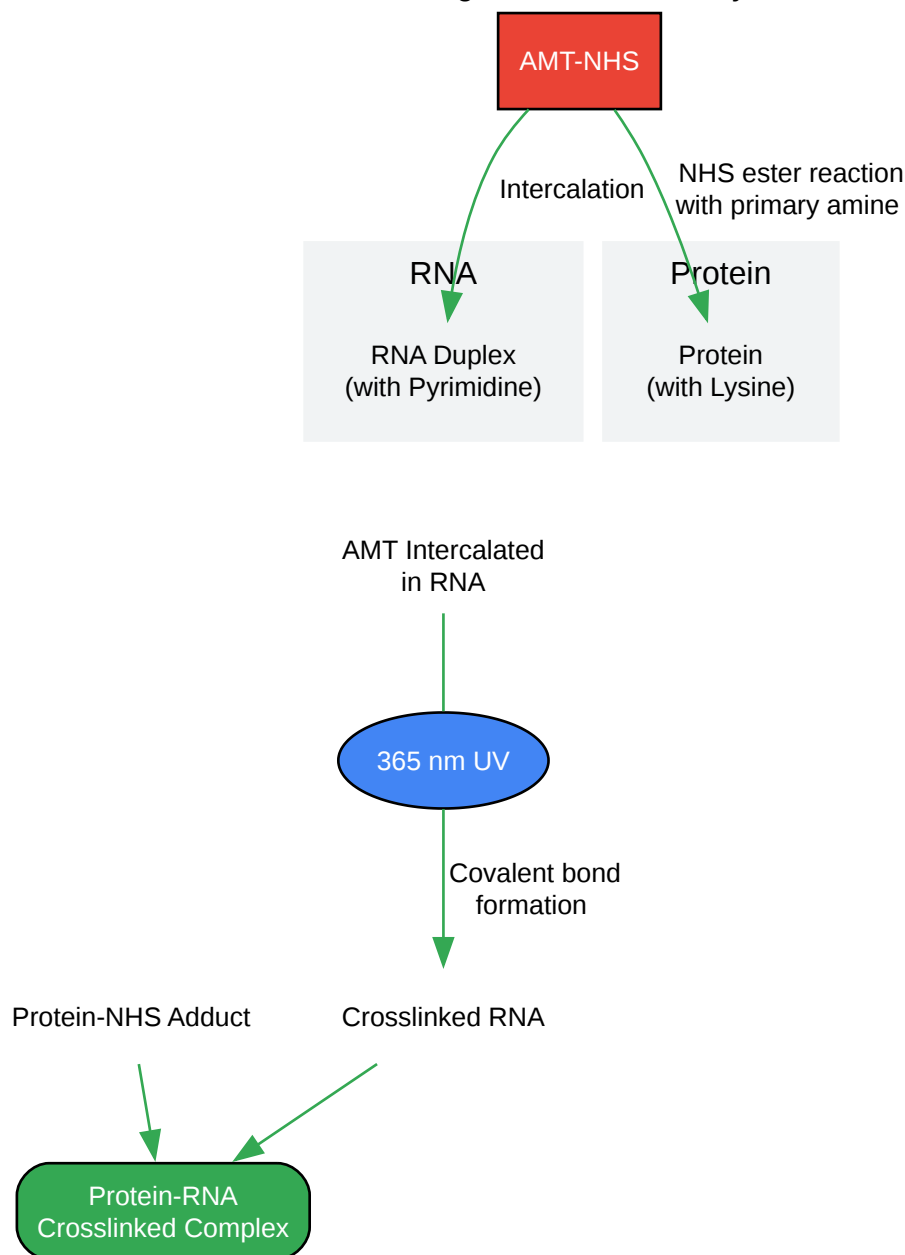 AMT-NHS
Intercalation
NHS ester reaction
with primary amine
RNA
Protein
RNA Duplex
(with Pyrimidine)
Protein
(with Lysine)
AMT Intercalated
in RNA
365 nm UV
Covalent bond
formation
Protein-NHS Adduct
Crosslinked RNA
Protein-RNA
Crosslinked Complex